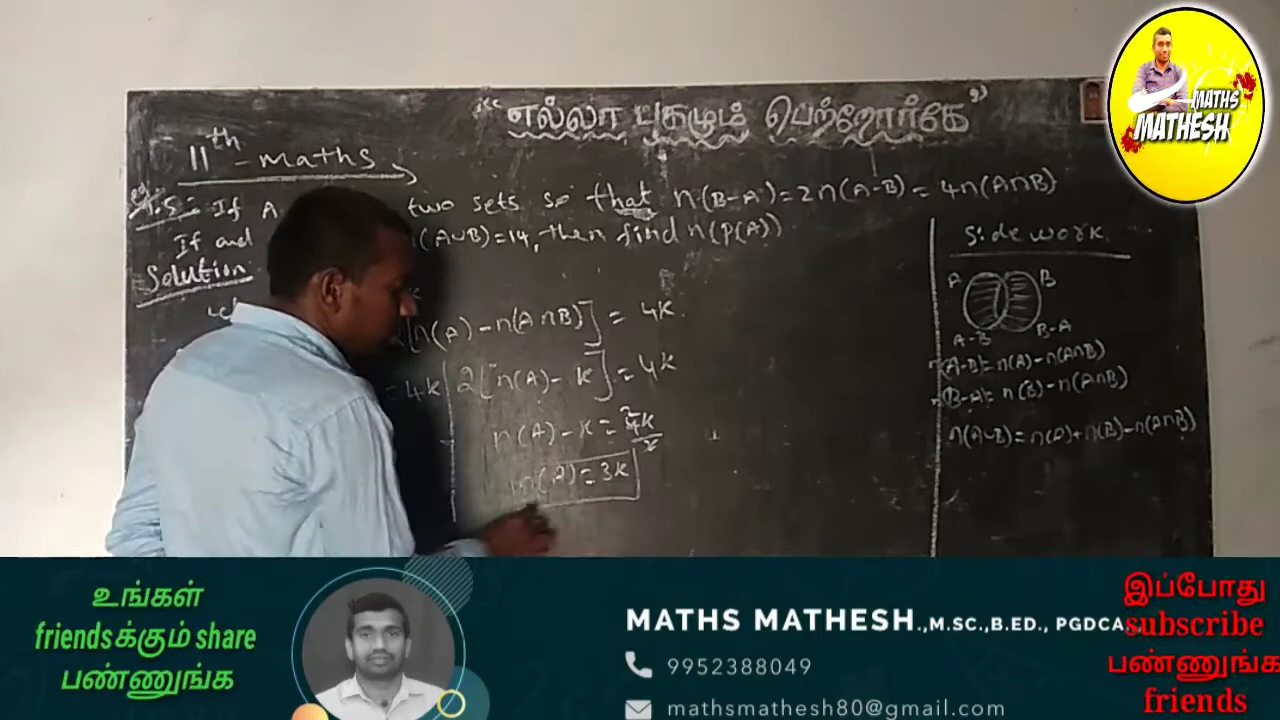 "எல்லா புகழும் பெற்றோர்கே"
11th - maths
eg 1.5:- If A two sets so that n(B-A)=2n(A-B)=4n(A∩B)
If and (A∪B)=14, then find n(P(A))
Solution
[n(A)-n(A∩B)]=4K.
=4K 2[n(A)-K]=4K
n(A)-K=
n(A)=3K
Side work.
A B
A-B B-A
n(A-B)=n(A)-n(A∩B)
n(B-A)=n(B)-n(A∩B)
n(A∪B)=n(A)+n(B)-n(A∩B)
MATHS
MATHESH
உங்கள்
friendsக்கும் share
பண்ணுங்க
MATHS MATHESH.,M.SC.,B.ED., PGDCA.,
9952388049
mathsmathesh80@gmail.com
இப்போது
subscribe
பண்ணுங்க
friends